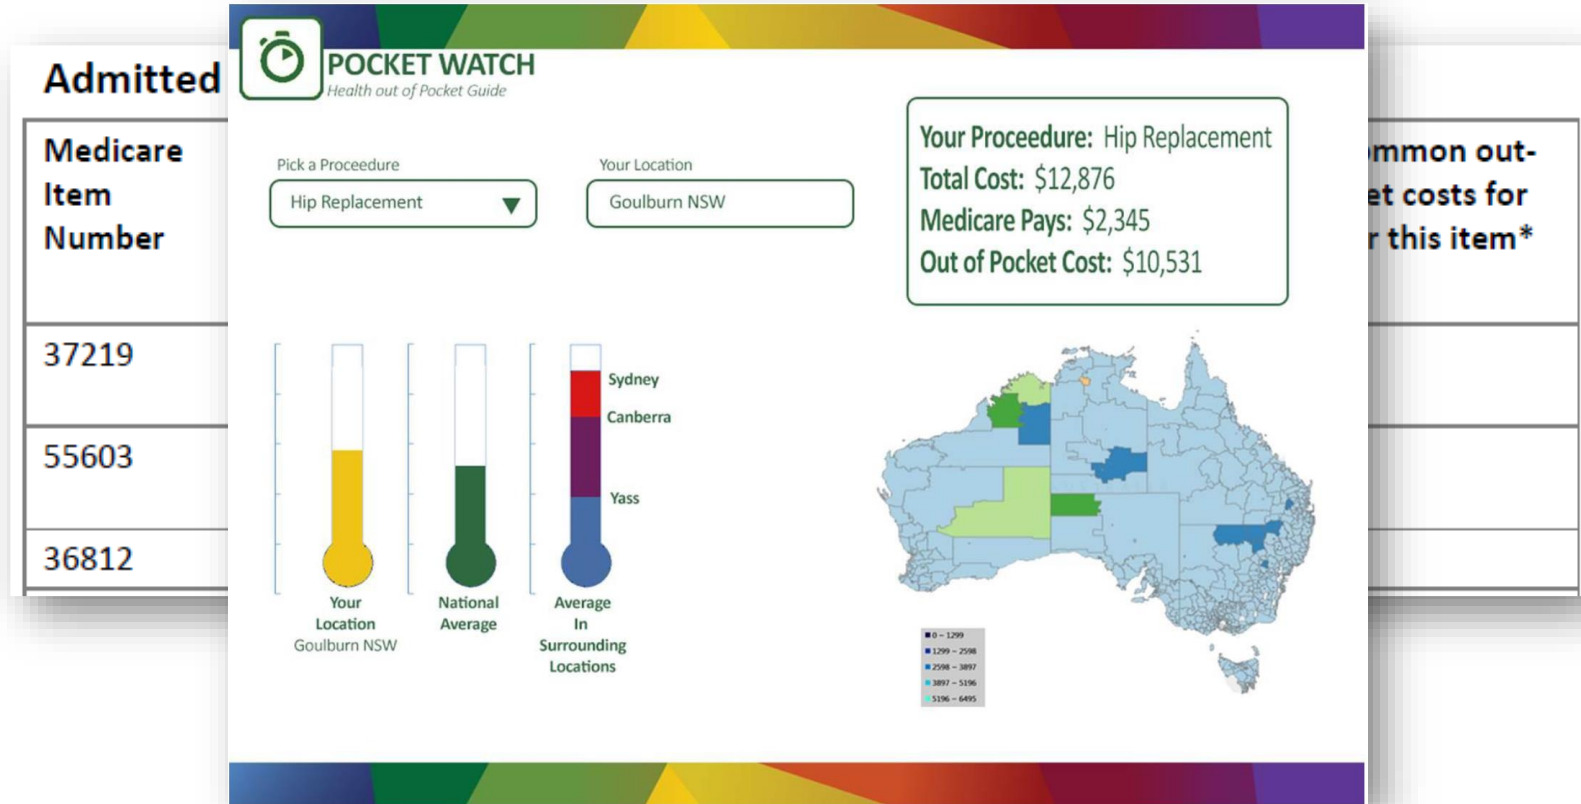 Admitted
Medicare
Item
Number
37219
55603
36812
POCKET WATCH
Health out of Pocket Guide
Pick a Proceedure
Hip Replacement
Your Location
Goulburn NSW
Your Proceedure: Hip Replacement
Total Cost: $12,876
Medicare Pays: $2,345
Out of Pocket Cost: $10,531
Sydney
Canberra
Yass
Your
Location
Goulburn NSW
National
Average
Average
In
Surrounding
Locations
0 – 1299
1299 – 2598
2598 – 3897
3897 – 5196
5196 – 6495
mmon out-
et costs for
r this item*